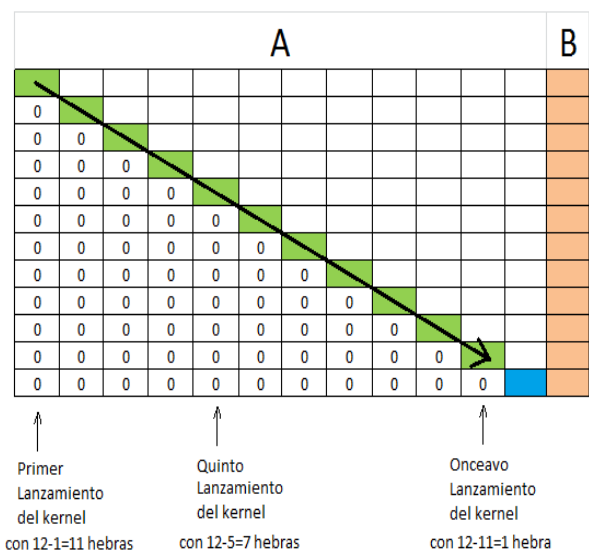 A B
0
0 0
0 0 0
0 0 0 0
0 0 0 0 0
0 0 0 0 0 0
0 0 0 0 0 0 0
0 0 0 0 0 0 0 0
0 0 0 0 0 0 0 0 0
0 0 0 0 0 0 0 0 0 0
0 0 0 0 0 0 0 0 0 0 0
Primer
Lanzamiento
del kernel
con 12-1=11 hebras
Quinto
Lanzamiento
del kernel
con 12-5=7 hebras
Onceavo
Lanzamiento
del kernel
con 12-11=1 hebra